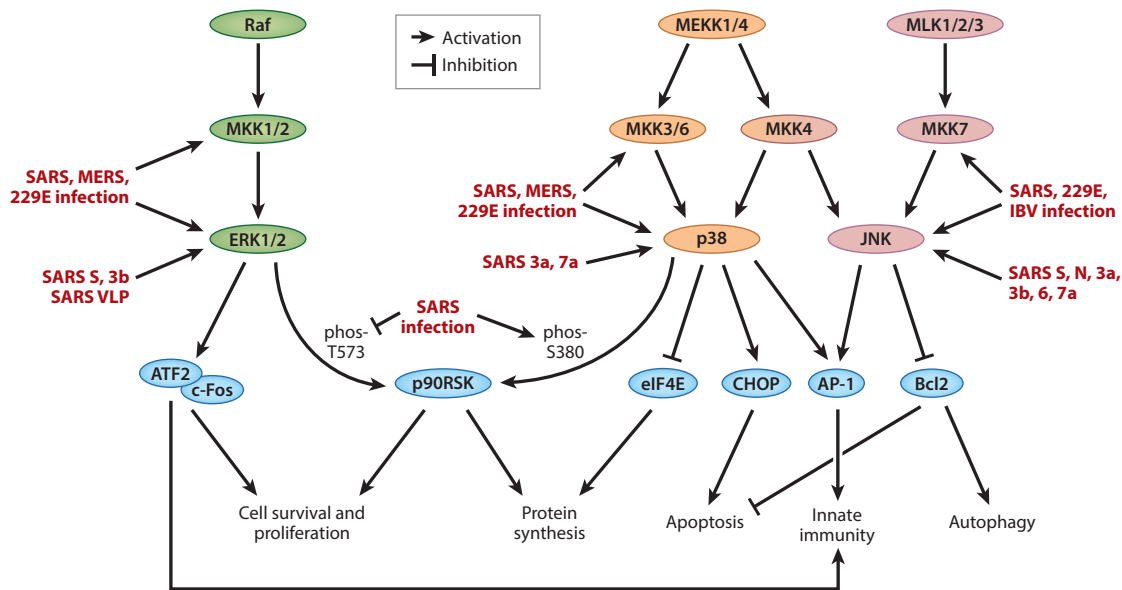 Raf
Activation
Inhibition
MEKK1/4
MLK1/2/3
MKK1/2
MKK3/6
MKK4
MKK7
SARS, MERS,
229E infection
SARS, MERS,
229E infection
SARS, 229E,
IBV infection
ERK1/2
p38
JNK
SARS S, 3b
SARS VLP
SARS 3a, 7a
SARS S, N, 3a,
3b, 6, 7a
SARS
infection
phos-
T573
phos-
S380
ATF2
c-Fos
p90RSK
eIF4E
CHOP
AP-1
Bcl2
Cell survival and
proliferation
Protein
synthesis
Apoptosis
Innate
immunity
Autophagy